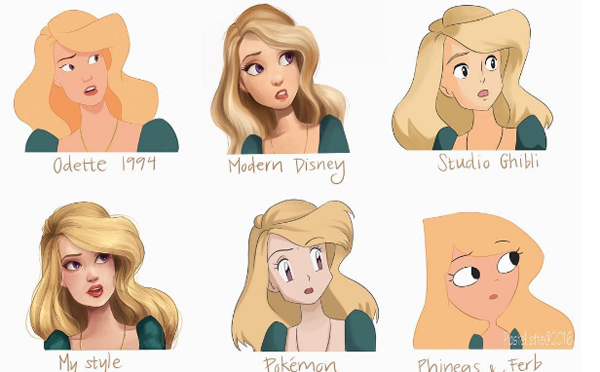 Odette 1994
Modern Disney
Studio Ghibli
My style
Pokémon
Phineas & Ferb